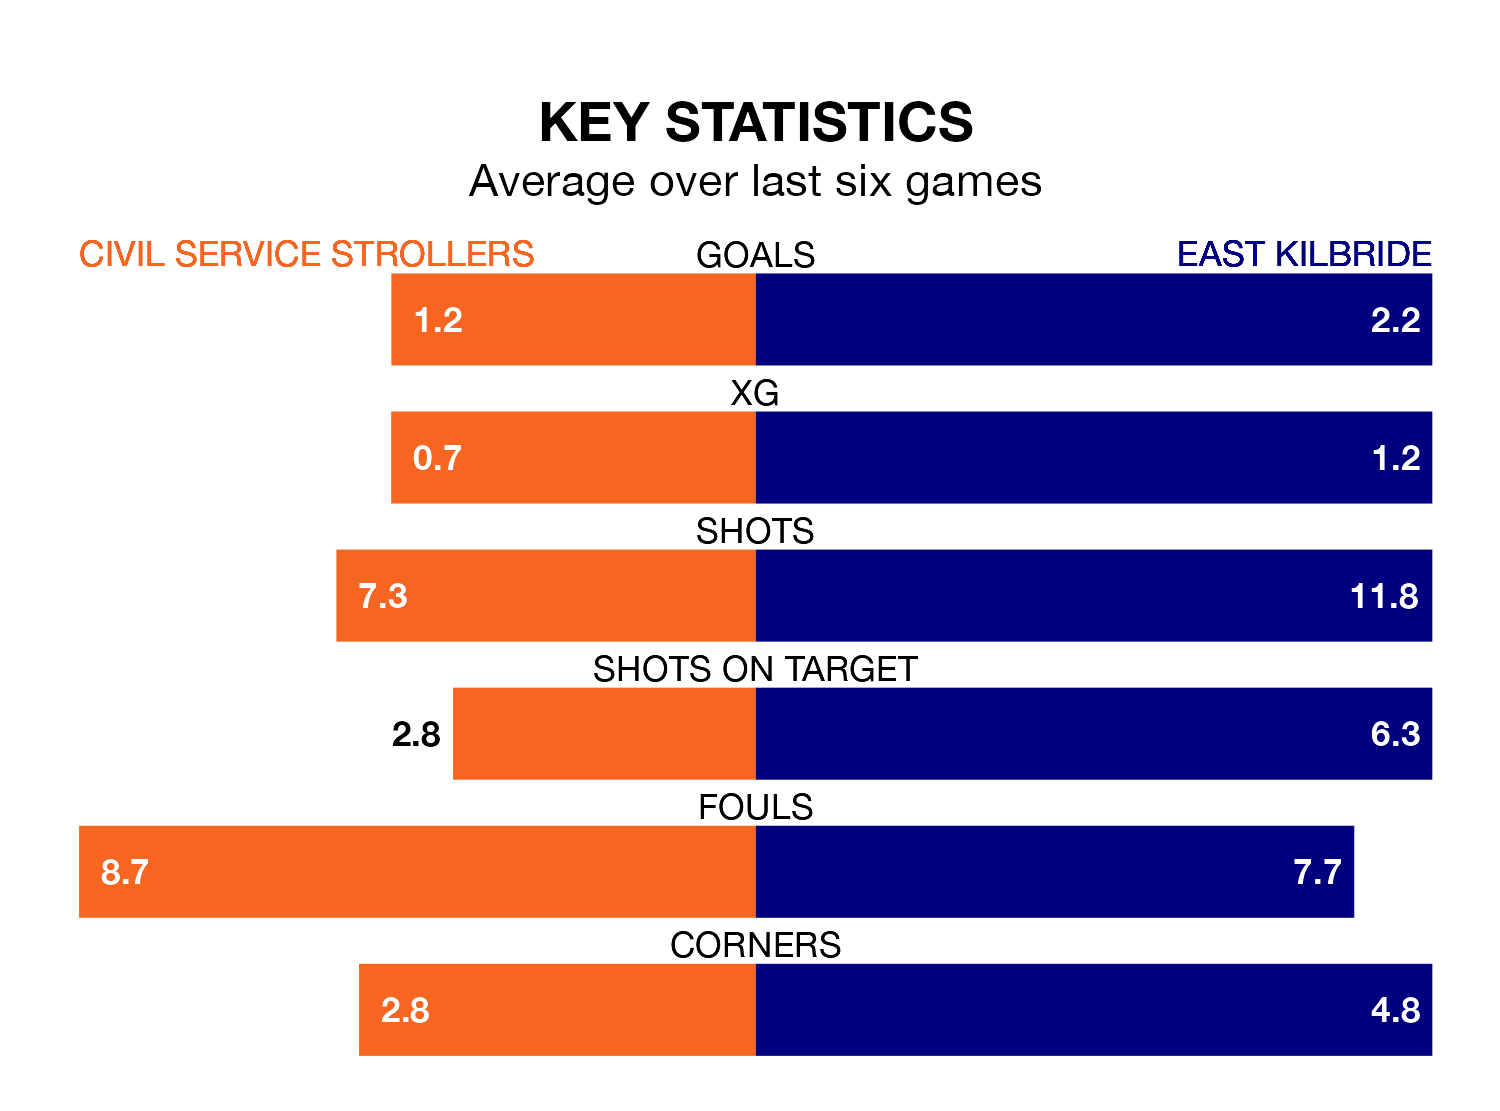 KEY STATISTICS
Average over last six games
CIVIL SERVICE STROLLERS GOALS EAST KILBRIDE
1.2 2.2
XG
0.7 1.2
SHOTS
7.3 11.8
SHOTS ON TARGET
2.8 6.3
FOULS
8.7 7.7
CORNERS
2.8 4.8